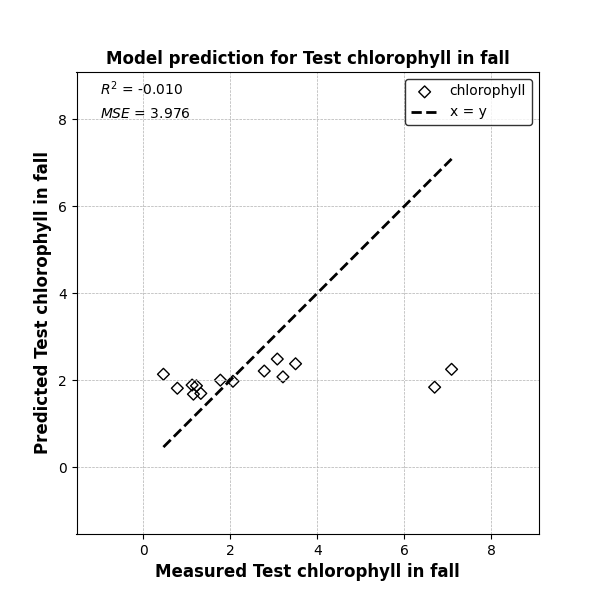 Model prediction for Test chlorophyll in fall
R² = -0.010
MSE = 3.976
chlorophyll
x = y
8
6
4
2
0
Predicted Test chlorophyll in fall
0 2 4 6 8
Measured Test chlorophyll in fall